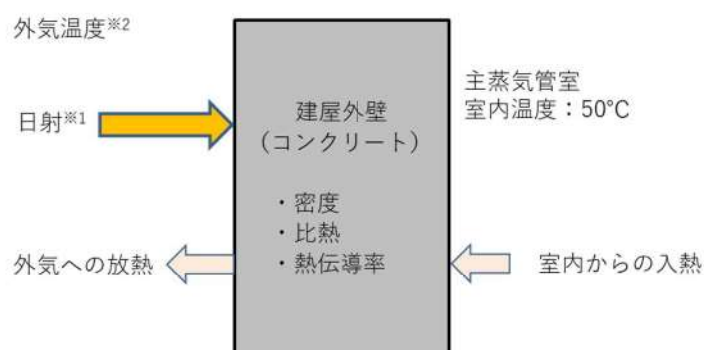 外気温度※2
日射※1
外気への放熱
建屋外壁
（コンクリート）
・密度
・比熱
・熱伝導率
主蒸気管室
室内温度：50℃
室内からの入熱